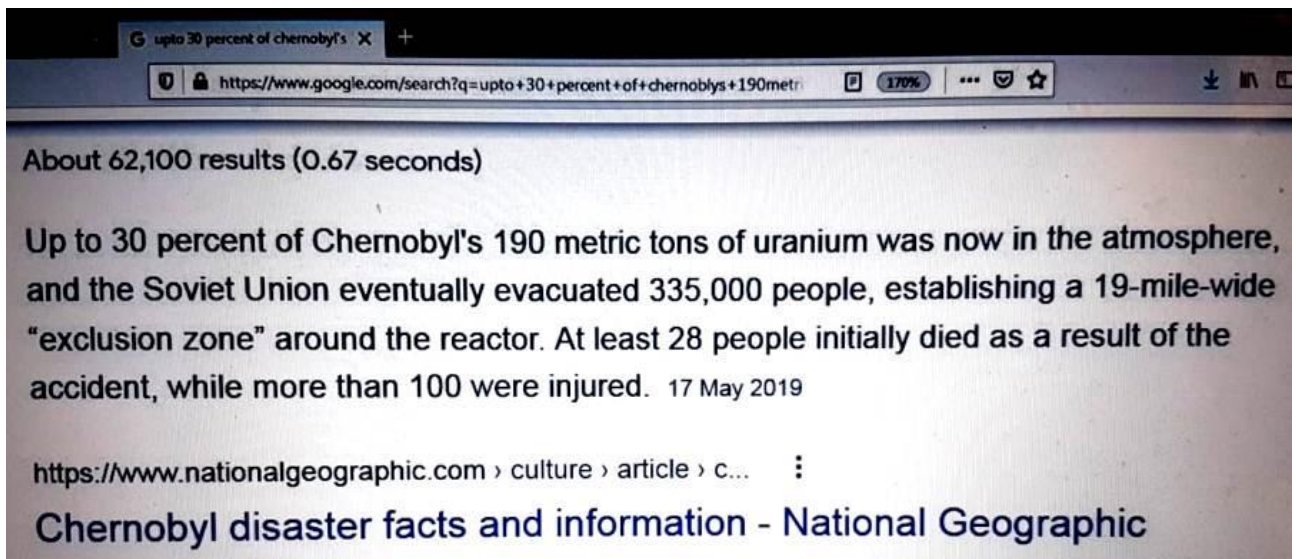 G upto 30 percent of chernobyl's X +
https://www.google.com/search?q=upto+30+percent+of+chernoblys+190metri 170%
About 62,100 results (0.67 seconds)
Up to 30 percent of Chernobyl's 190 metric tons of uranium was now in the atmosphere,
and the Soviet Union eventually evacuated 335,000 people, establishing a 19-mile-wide
“exclusion zone” around the reactor. At least 28 people initially died as a result of the
accident, while more than 100 were injured. 17 May 2019
https://www.nationalgeographic.com › culture › article › c...
Chernobyl disaster facts and information - National Geographic